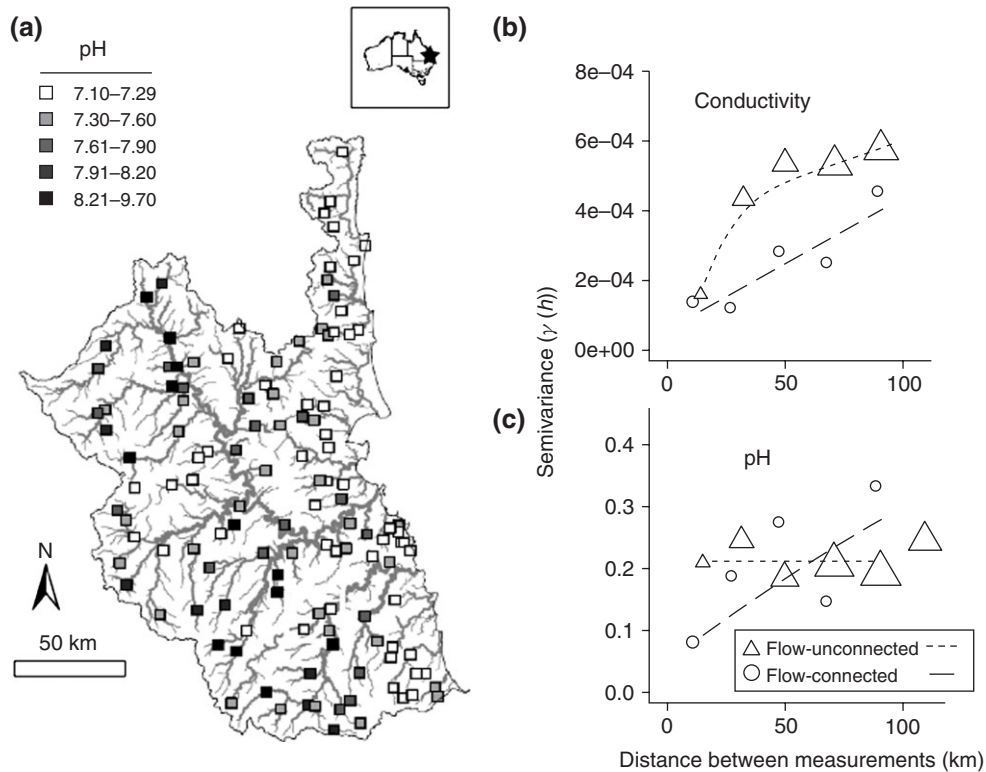 (a)
pH
7.10–7.29
7.30–7.60
7.61–7.90
7.91–8.20
8.21–9.70
N
50 km
(b)
8e–04
6e–04
4e–04
2e–04
0e+00
Conductivity
0
50
100
Semivariance (γ (h))
(c)
0.4
0.3
0.2
0.1
0.0
pH
Flow-unconnected
Flow-connected
0
50
100
Distance between measurements (km)